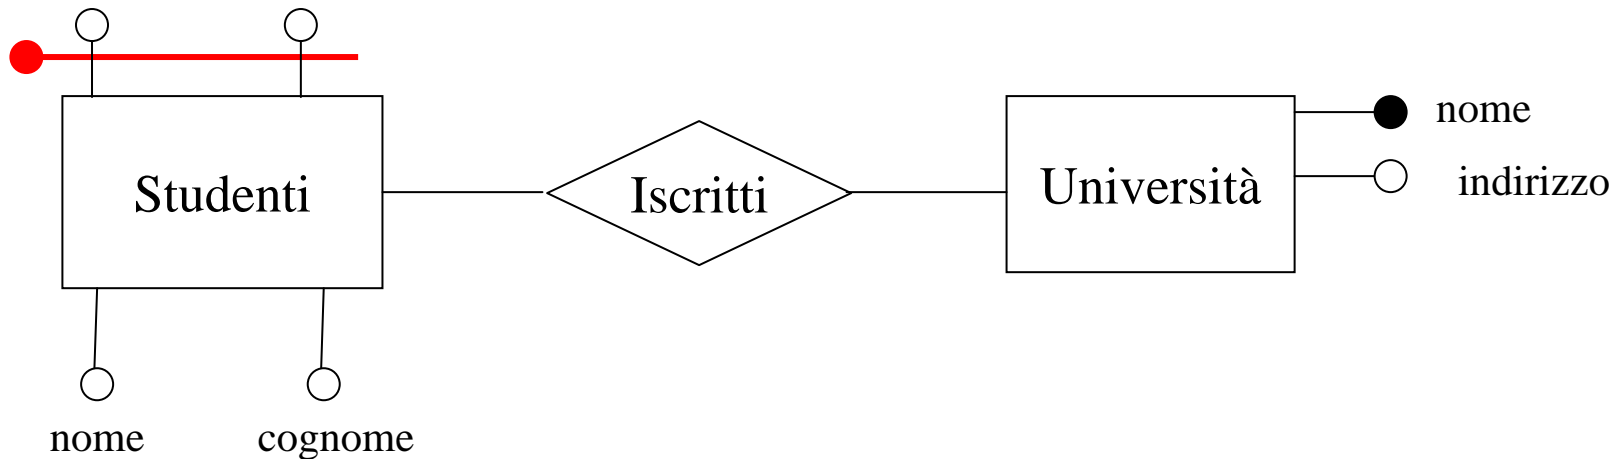 nome
indirizzo
Studenti
Iscritti
Università
nome
cognome